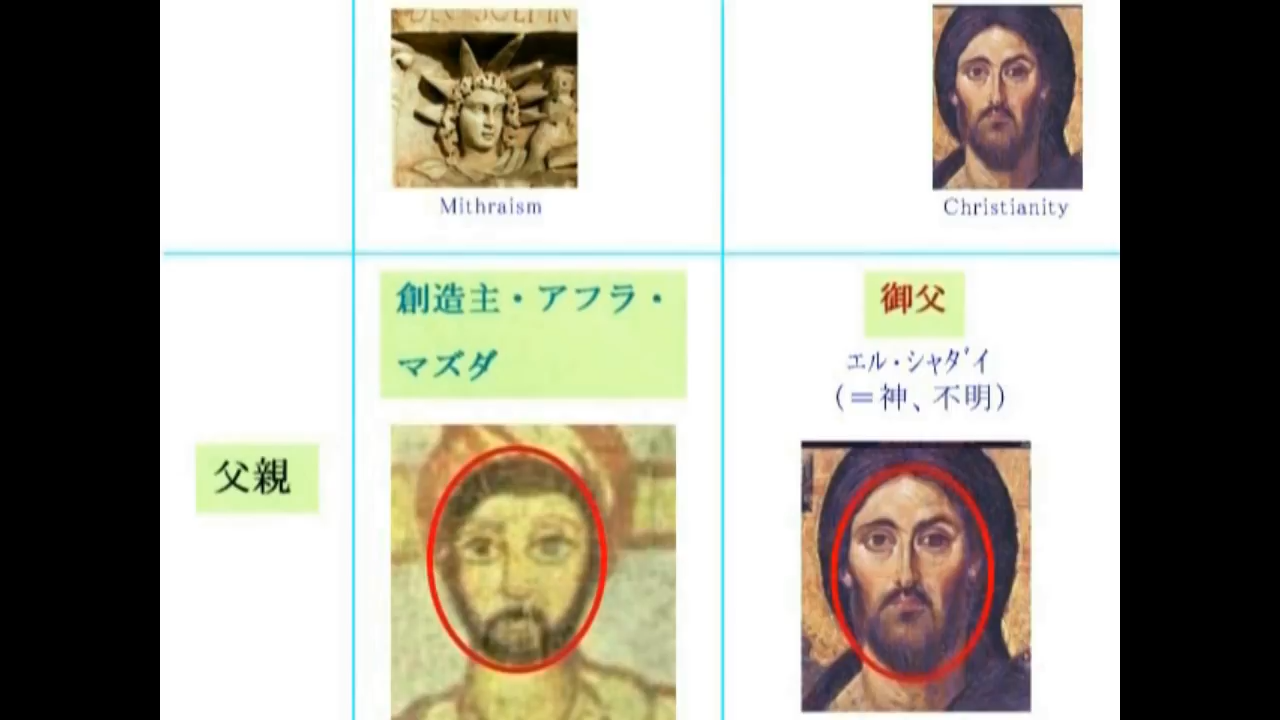 Mithraism
Christianity
創造主・アフラ・
マズダ
御父
エル・シャダイ
(＝神、不明)
父親